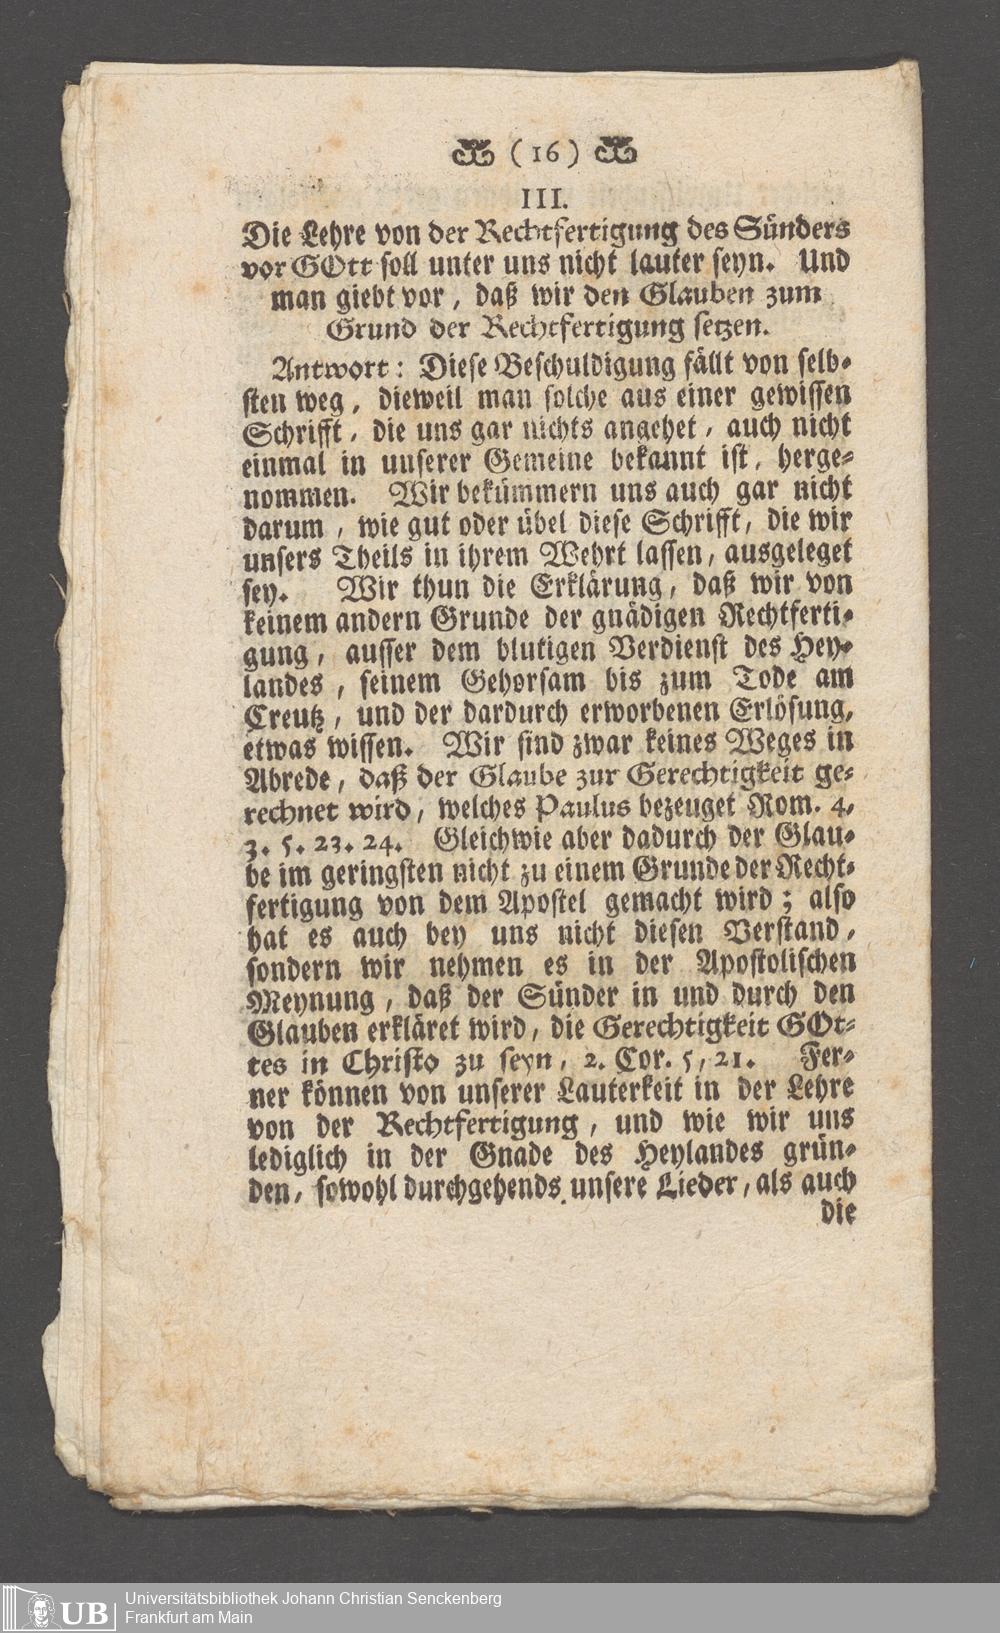 (16)
III.
Die Lehre von der Rechtfertigung des Sünders
vor GOtt soll unter uns nicht lauter seyn. Und
man giebt vor, daß wir den Glauben zum
Grund der Rechtfertigung setzen.
Antwort: Diese Beschuldigung fällt von selb-
sten weg, dieweil man solche aus einer gewissen
Schrifft, die uns gar nichts angehet, auch nicht
einmal in unserer Gemeine bekannt ist, herge-
nommen. Wir bekümmern uns auch gar nicht
darum, wie gut oder übel diese Schrifft, die wir
unsers Theils in ihrem Wehrt lassen, ausgeleget
sey. Wir thun die Erklärung, daß wir von
keinem andern Grunde der gnädigen Rechtferti-
gung, ausser dem blutigen Verdienst des Hey-
landes, seinem Gehorsam bis zum Tode am
Creutz, und der dardurch erworbenen Erlösung,
etwas wissen. Wir sind zwar keines Weges in
Abrede, daß der Glaube zur Gerechtigkeit ge-
rechnet wird, welches Paulus bezeuget Rom. 4,
3. 5. 23. 24. Gleichwie aber dadurch der Glau-
be im geringsten nicht zu einem Grunde der Recht-
fertigung von dem Apostel gemacht wird; also
hat es auch bey uns nicht diesen Verstand,
sondern wir nehmen es in der Apostolischen
Meynung, daß der Sünder in und durch den
Glauben erkläret wird, die Gerechtigkeit GOt-
tes in Christo zu seyn, 2. Cor. 5, 21. Fer-
ner können von unserer Lauterkeit in der Lehre
von der Rechtfertigung, und wie wir uns
lediglich in der Gnade des Heylandes grün-
den, sowohl durchgehends unsere Lieder, als auch
die
UB Universitätsbibliothek Johann Christian Senckenberg
Frankfurt am Main